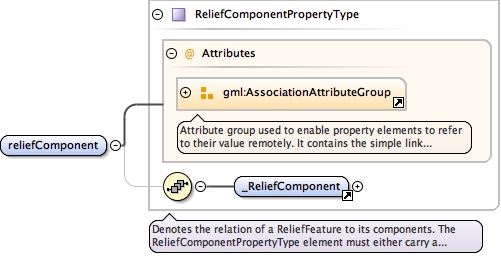 ReliefComponentPropertyType
@ Attributes
gml:AssociationAttributeGroup
Attribute group used to enable property elements to refer
to their value remotely. It contains the simple link...
reliefComponent
_ReliefComponent
Denotes the relation of a ReliefFeature to its components. The
ReliefComponentPropertyType element must either carry a...